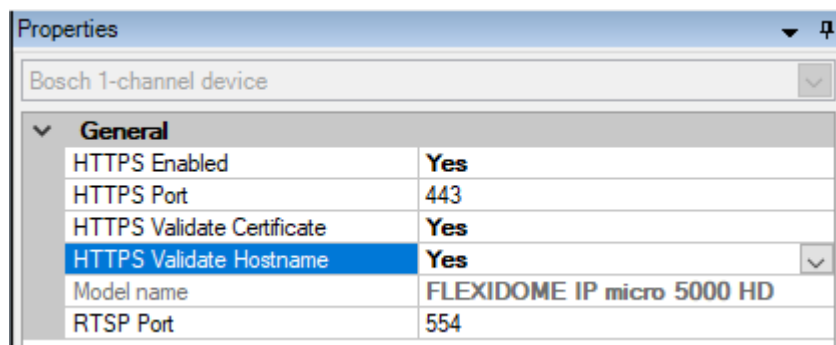 Properties
Bosch 1-channel device
General
HTTPS Enabled Yes
HTTPS Port 443
HTTPS Validate Certificate Yes
HTTPS Validate Hostname Yes
Model name FLEXIDOME IP micro 5000 HD
RTSP Port 554